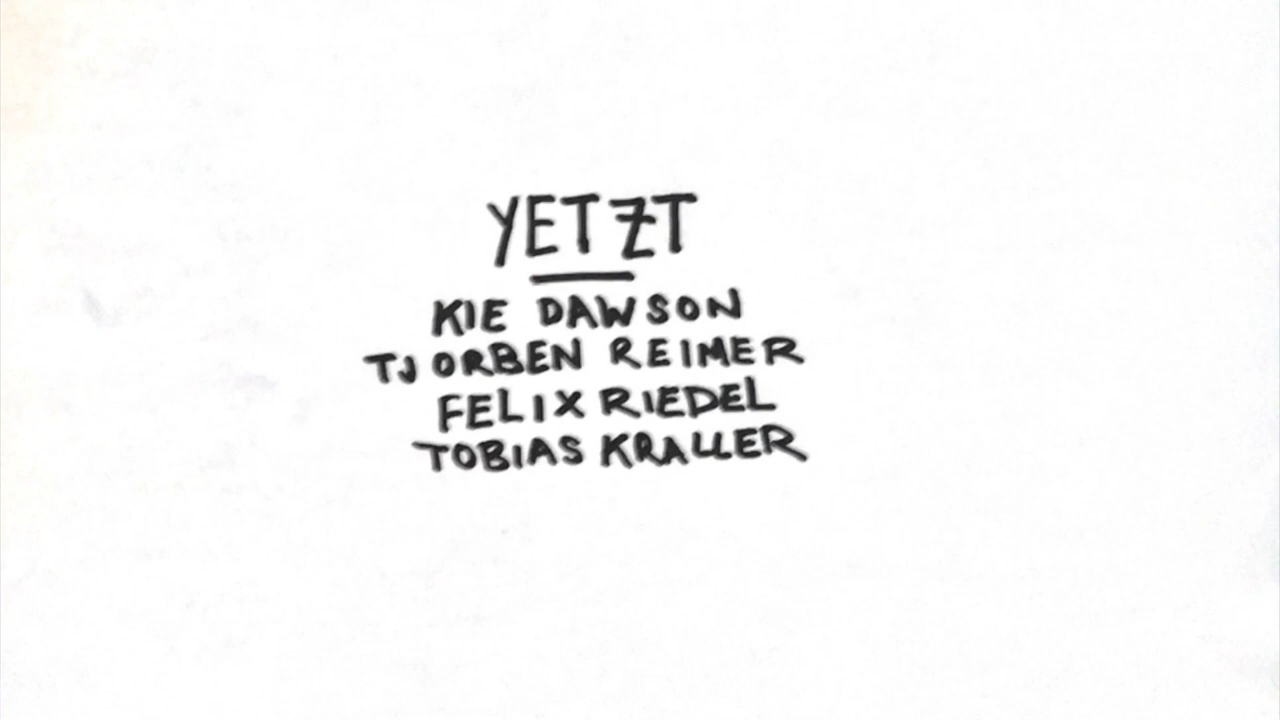 YETZT
KIE DAWSON
TJORBEN REIMER
FELIX RIEDEL
TOBIAS KRALLER